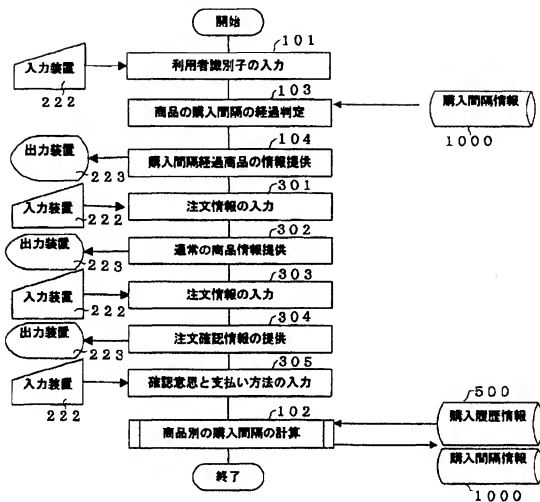 開始
101
入力装置
222
利用者識別子の入力
103
商品の購入間隔の経過判定
購入間隔情報
1000
104
出力装置
223
購入間隔経過商品の情報提供
301
入力装置
222
注文情報の入力
302
出力装置
223
通常の商品情報提供
303
入力装置
222
注文情報の入力
304
出力装置
223
注文確認情報の提供
305
入力装置
222
確認意思と支払い方法の入力
102
商品別の購入間隔の計算
500
購入履歴情報
購入間隔情報
1000
終了